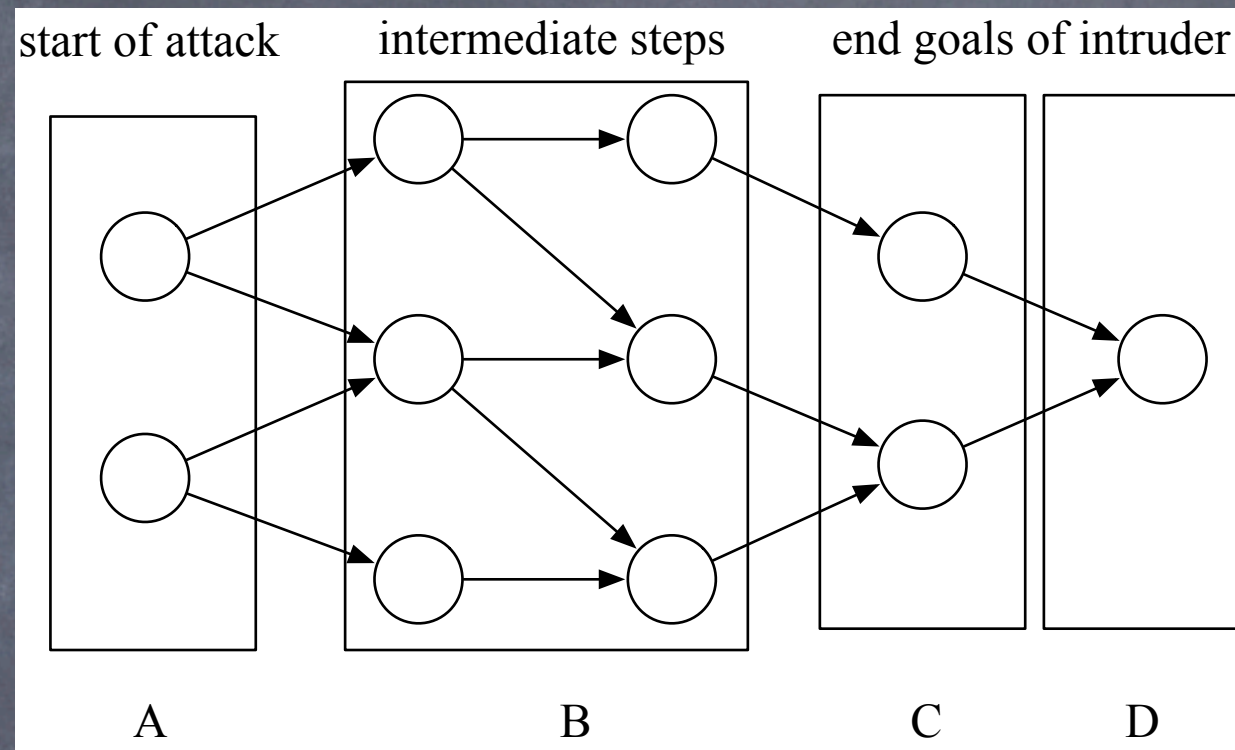 start of attack
intermediate steps
end goals of intruder
A
B
C
D